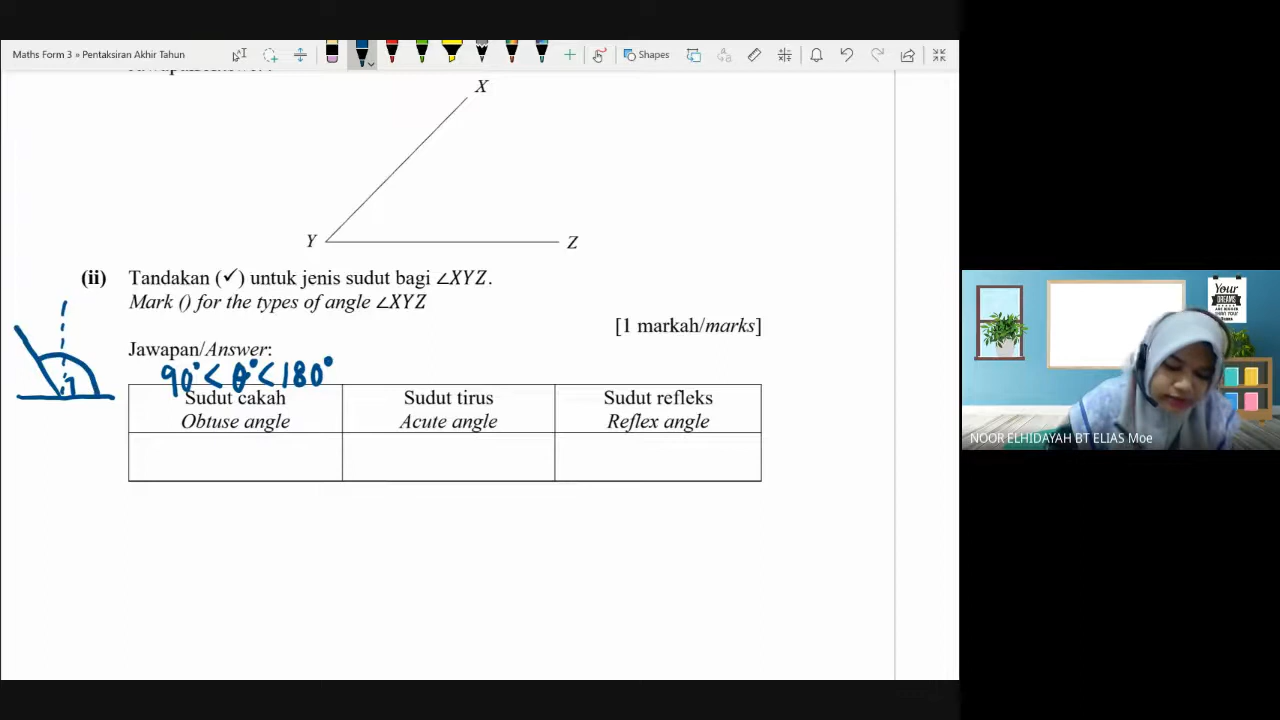 Maths Form 3 » Pentaksiran Akhir Tahun
Shapes
X
Y
Z
(ii) Tandakan (✓) untuk jenis sudut bagi ∠XYZ.
Mark () for the types of angle ∠XYZ
[1 markah/marks]
Jawapan/Answer:
90° < θ° < 180°
Sudut cakah Sudut tirus Sudut refleks
Obtuse angle Acute angle Reflex angle
Your
DREAMS
NOOR ELHIDAYAH BT ELIAS Moe